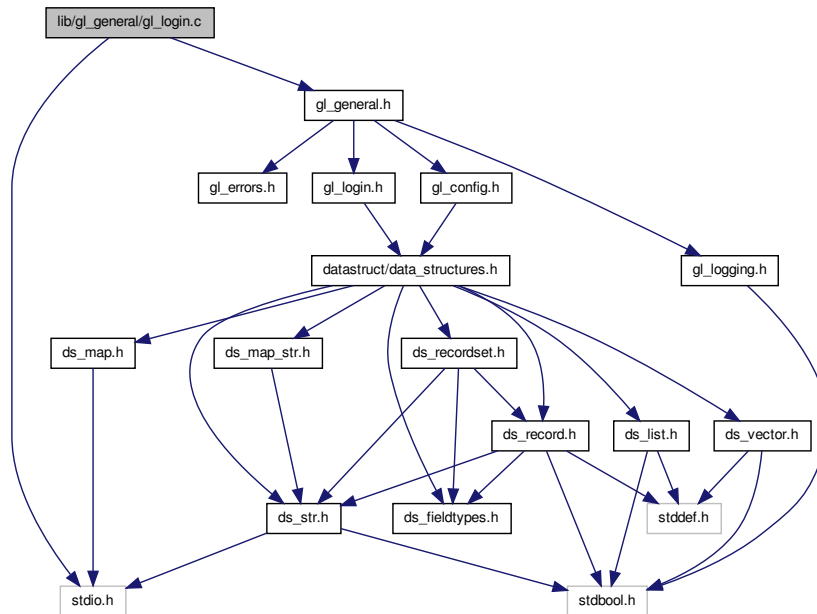 lib/gl_general/gl_login.c
gl_general.h
gl_errors.h
gl_login.h
gl_config.h
datastruct/data_structures.h
gl_logging.h
ds_map.h
ds_map_str.h
ds_recordset.h
ds_record.h
ds_list.h
ds_vector.h
ds_str.h
ds_fieldtypes.h
stddef.h
stdio.h
stdbool.h